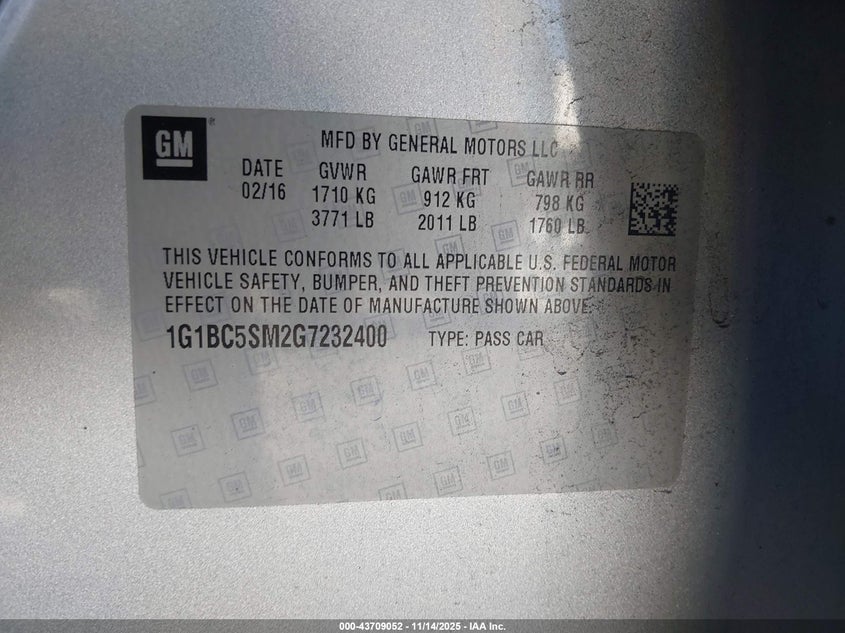 GM®
MFD BY GENERAL MOTORS LLC
DATE GVWR GAWR FRT GAWR RR
02/16 1710 KG 912 KG 798 KG
3771 LB 2011 LB 1760 LB
THIS VEHICLE CONFORMS TO ALL APPLICABLE U.S. FEDERAL MOTOR
VEHICLE SAFETY, BUMPER, AND THEFT PREVENTION STANDARDS IN
EFFECT ON THE DATE OF MANUFACTURE SHOWN ABOVE.
1G1BC5SM2G7232400 TYPE: PASS CAR
000-43709052 - 11/14/2025 - IAA Inc.